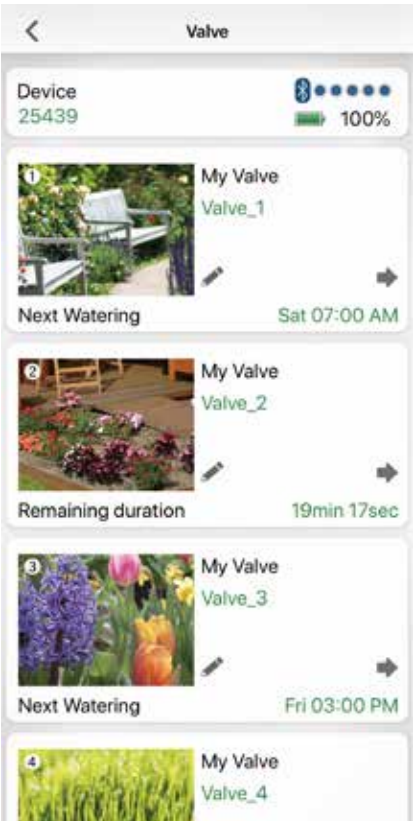 Valve
Device
25439
100%
1
My Valve
Valve_1
Next Watering
Sat 07:00 AM
2
My Valve
Valve_2
Remaining duration
19min 17sec
3
My Valve
Valve_3
Next Watering
Fri 03:00 PM
4
My Valve
Valve_4